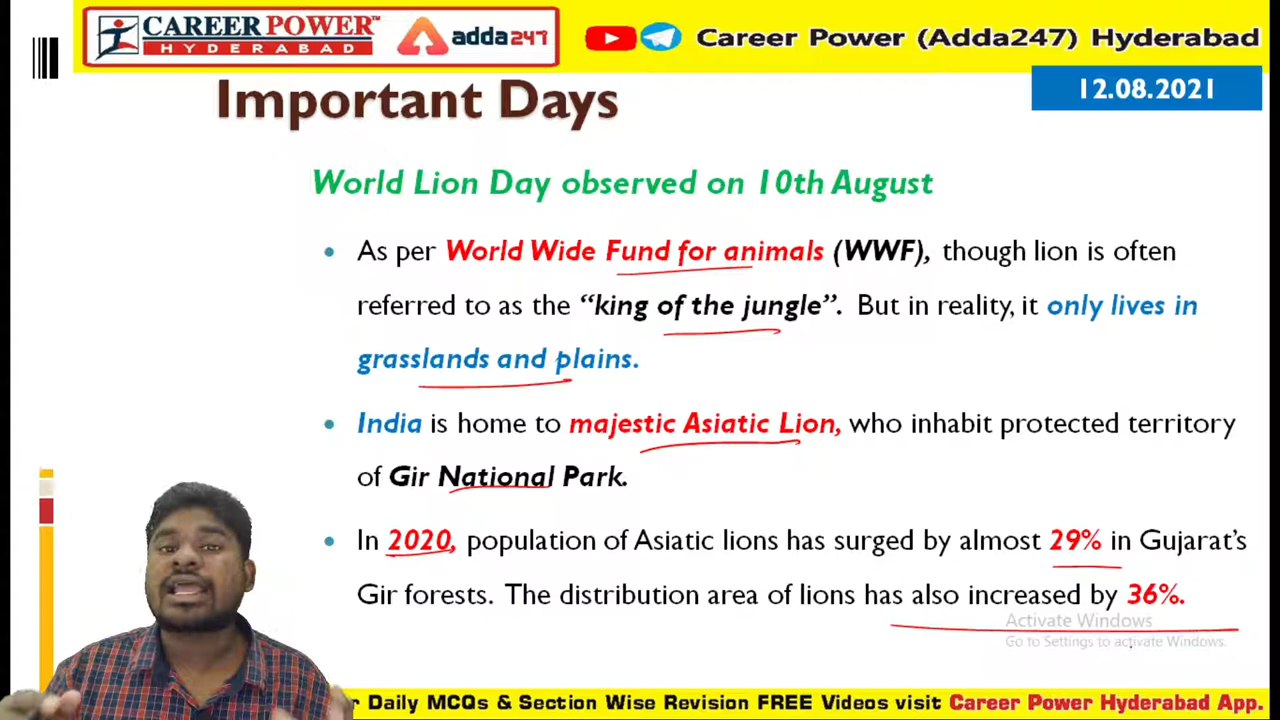 CAREER POWER™
HYDERABAD
adda247
Career Power (Adda247) Hyderabad
Important Days
12.08.2021
World Lion Day observed on 10th August
As per World Wide Fund for animals (WWF), though lion is often
referred to as the “king of the jungle”. But in reality, it only lives in
grasslands and plains.
India is home to majestic Asiatic Lion, who inhabit protected territory
of Gir National Park.
In 2020, population of Asiatic lions has surged by almost 29% in Gujarat’s
Gir forests. The distribution area of lions has also increased by 36%.
Activate Windows
Go to Settings to activate Windows.
r Daily MCQs & Section Wise Revision FREE Videos visit Career Power Hyderabad App.